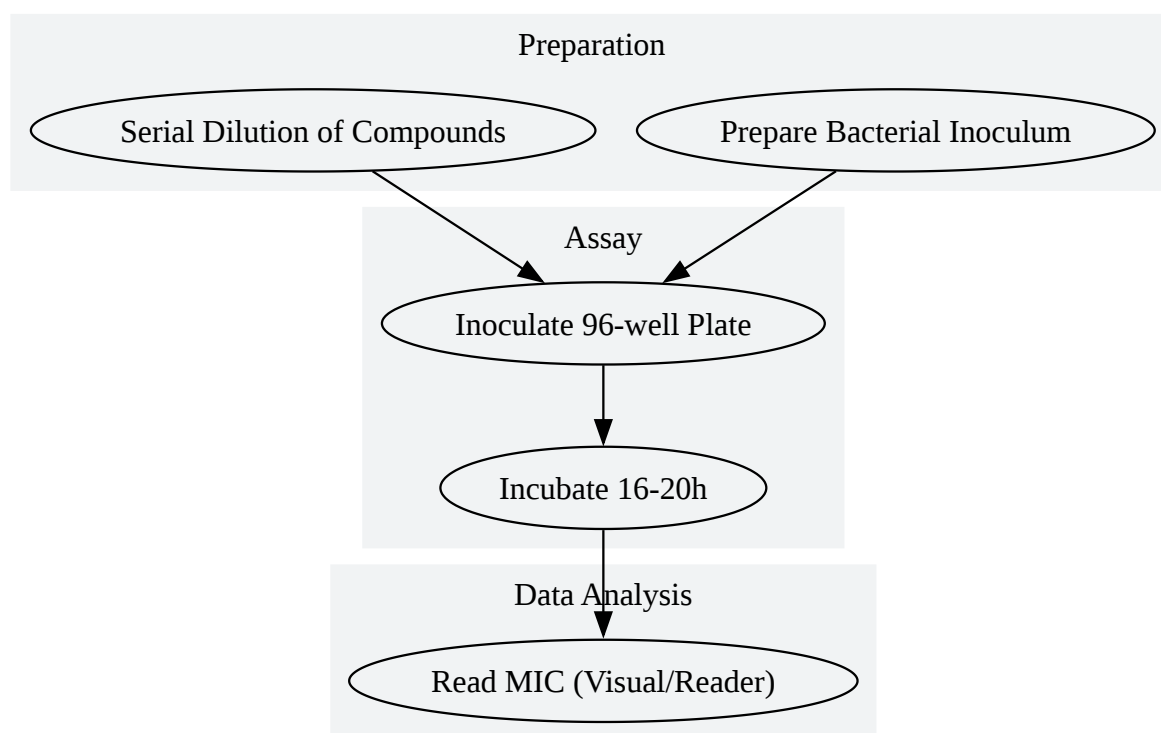 Preparation
Serial Dilution of Compounds
Prepare Bacterial Inoculum
Assay
Inoculate 96-well Plate
Incubate 16-20h
Data Analysis
Read MIC (Visual/Reader)